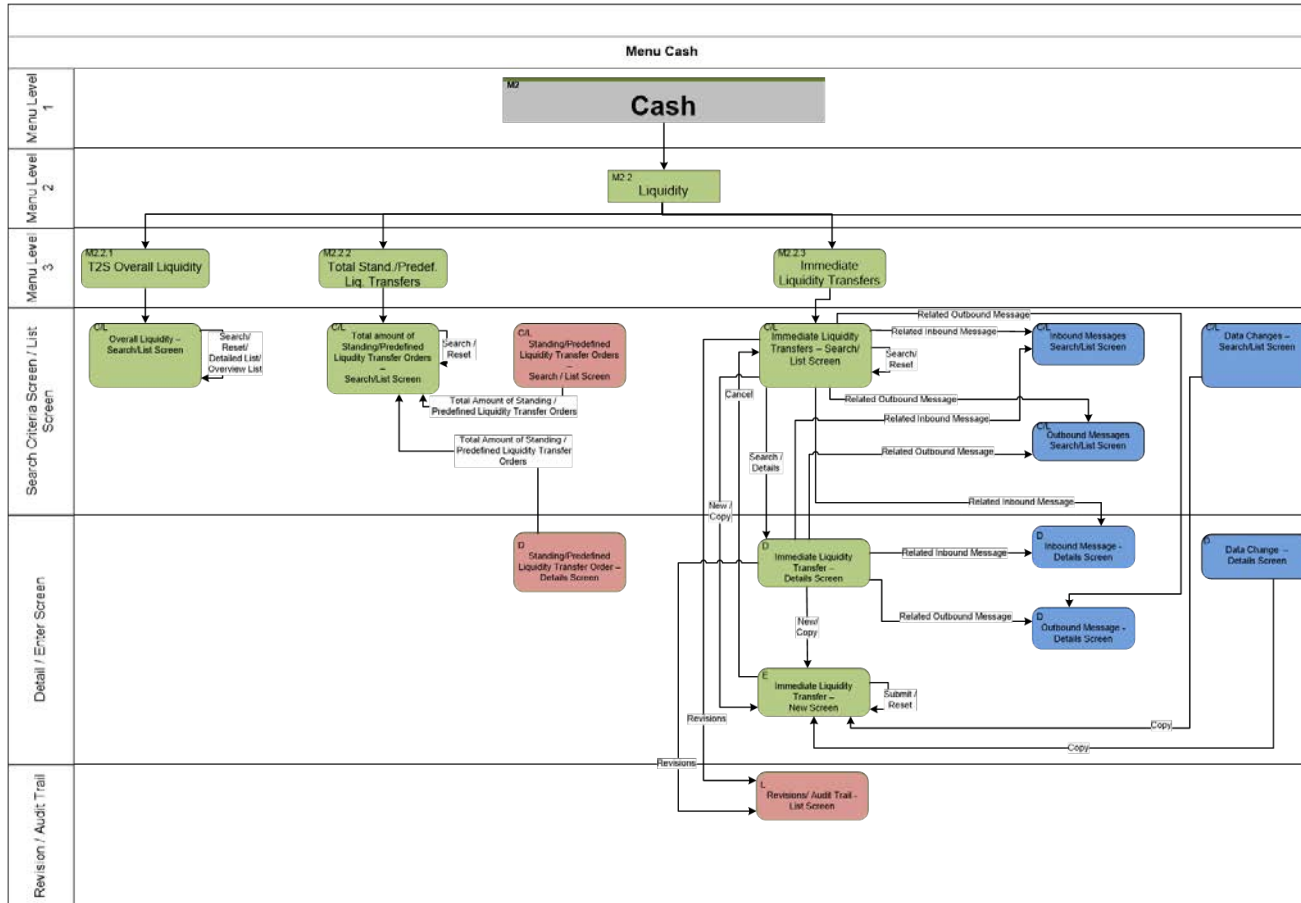 Menu Cash
Menu Level
1
M2
Cash
Menu Level
2
M2.2
Liquidity
Menu Level
3
M2.2.1
T2S Overall Liquidity
M2.2.2
Total Stand./Predef.
Liq. Transfers
M2.2.3
Immediate
Liquidity Transfers
Search Criteria Screen / List
Screen
C/L
Overall Liquidity –
Search/List Screen
Search/
Reset/
Detailed List/
Overview List
C/L
Total amount of
Standing/Predefined
Liquidity Transfer Orders
–
Search/List Screen
Search /
Reset
C/L
Standing/Predefined
Liquidity Transfer Orders
–
Search / List Screen
Total Amount of Standing /
Predefined Liquidity Transfer Orders
Total Amount of Standing /
Predefined Liquidity Transfer
Orders
C/L
Immediate Liquidity
Transfers – Search/
List Screen
Search/
Reset
Related Outbound Message
Related Inbound Message
C/L
Inbound Messages
Search/List Screen
C/L
Data Changes –
Search/List Screen
Cancel
Related Outbound Message
Related Inbound Message
C/L
Outbound Messages
Search/List Screen
Related Outbound Message
Search /
Details
New /
Copy
Related Inbound Message
Detail / Enter Screen
D
Standing/Predefined
Liquidity Transfer Order –
Details Screen
D
Immediate Liquidity
Transfer –
Details Screen
Related Inbound Message
D
Inbound Message -
Details Screen
D
Data Change –
Details Screen
Related Outbound Message
D
Outbound Message -
Details Screen
New/
Copy
E
Immediate Liquidity
Transfer –
New Screen
Submit /
Reset
Revisions
Copy
Copy
Revisions
Revision / Audit Trail
L
Revisions/ Audit Trail -
List Screen